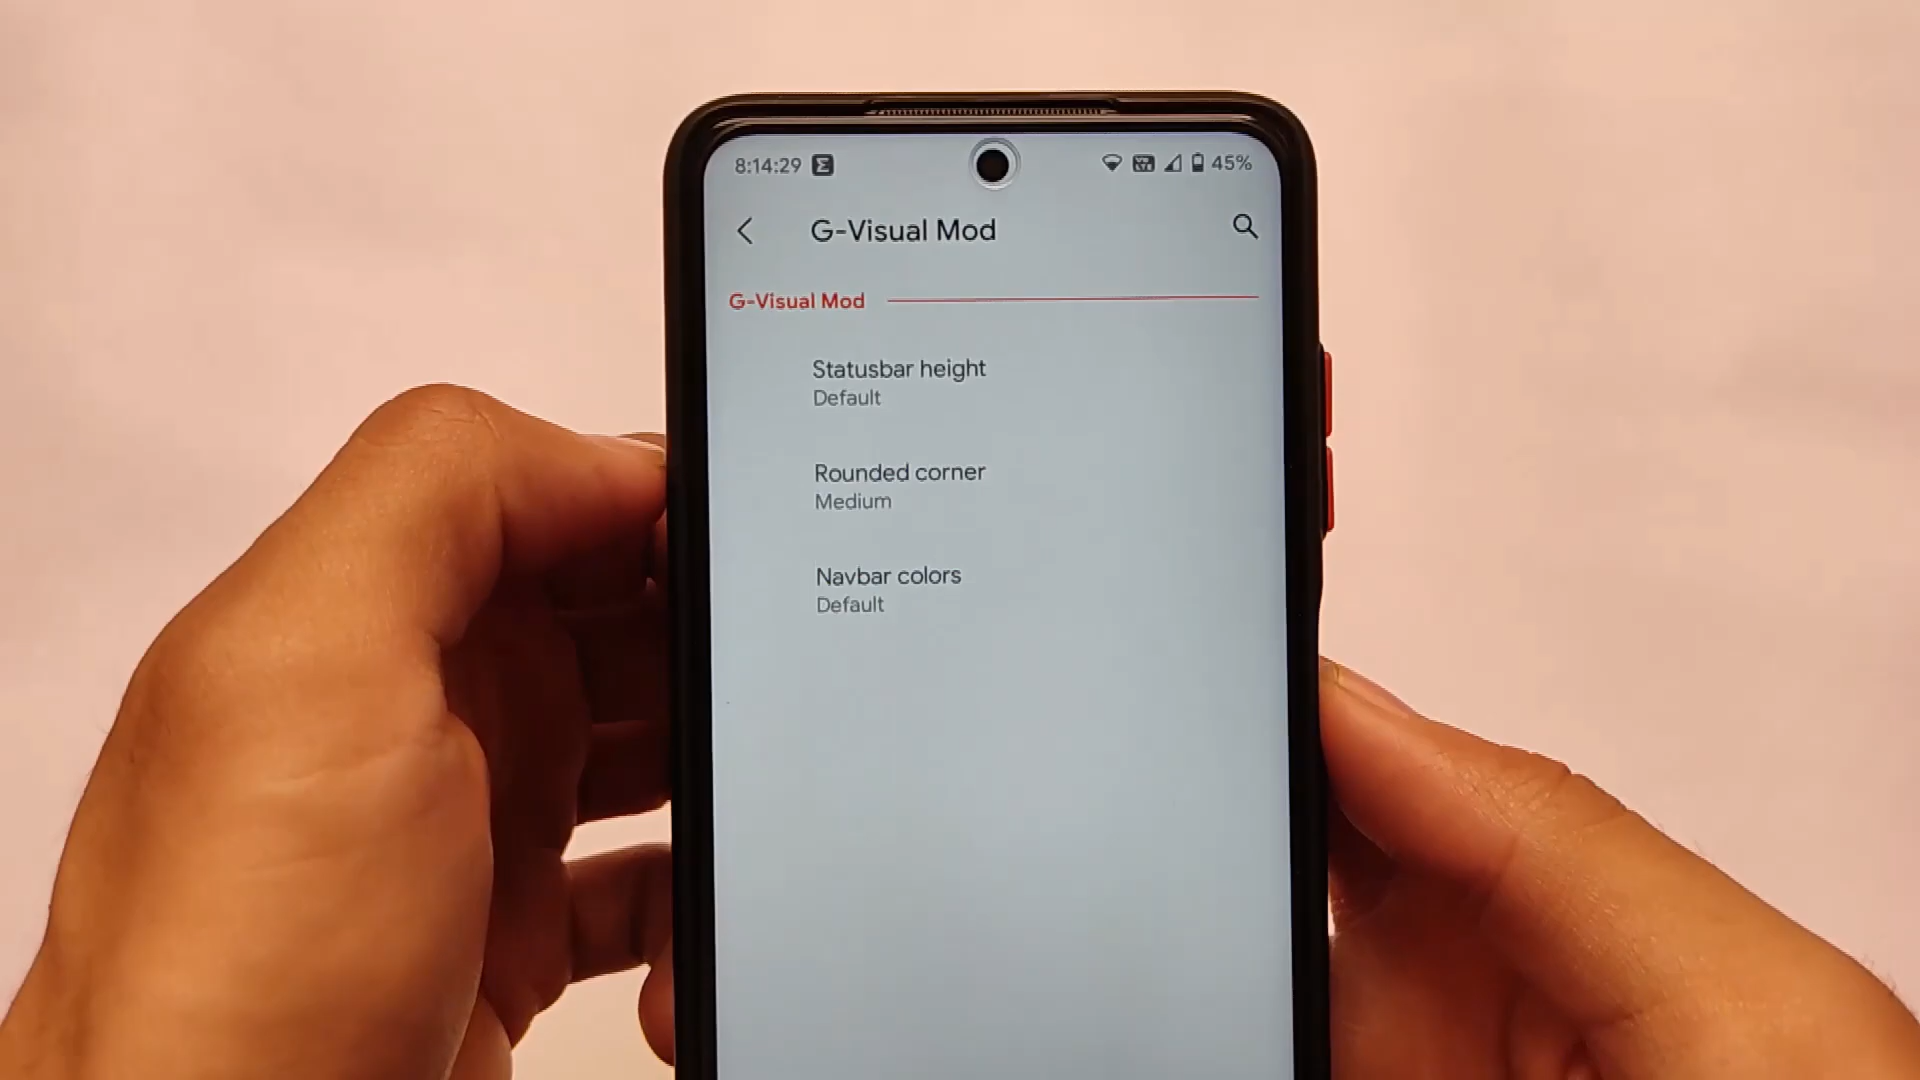 8:14:29 45%
G-Visual Mod
G-Visual Mod
Statusbar height
Default
Rounded corner
Medium
Navbar colors
Default